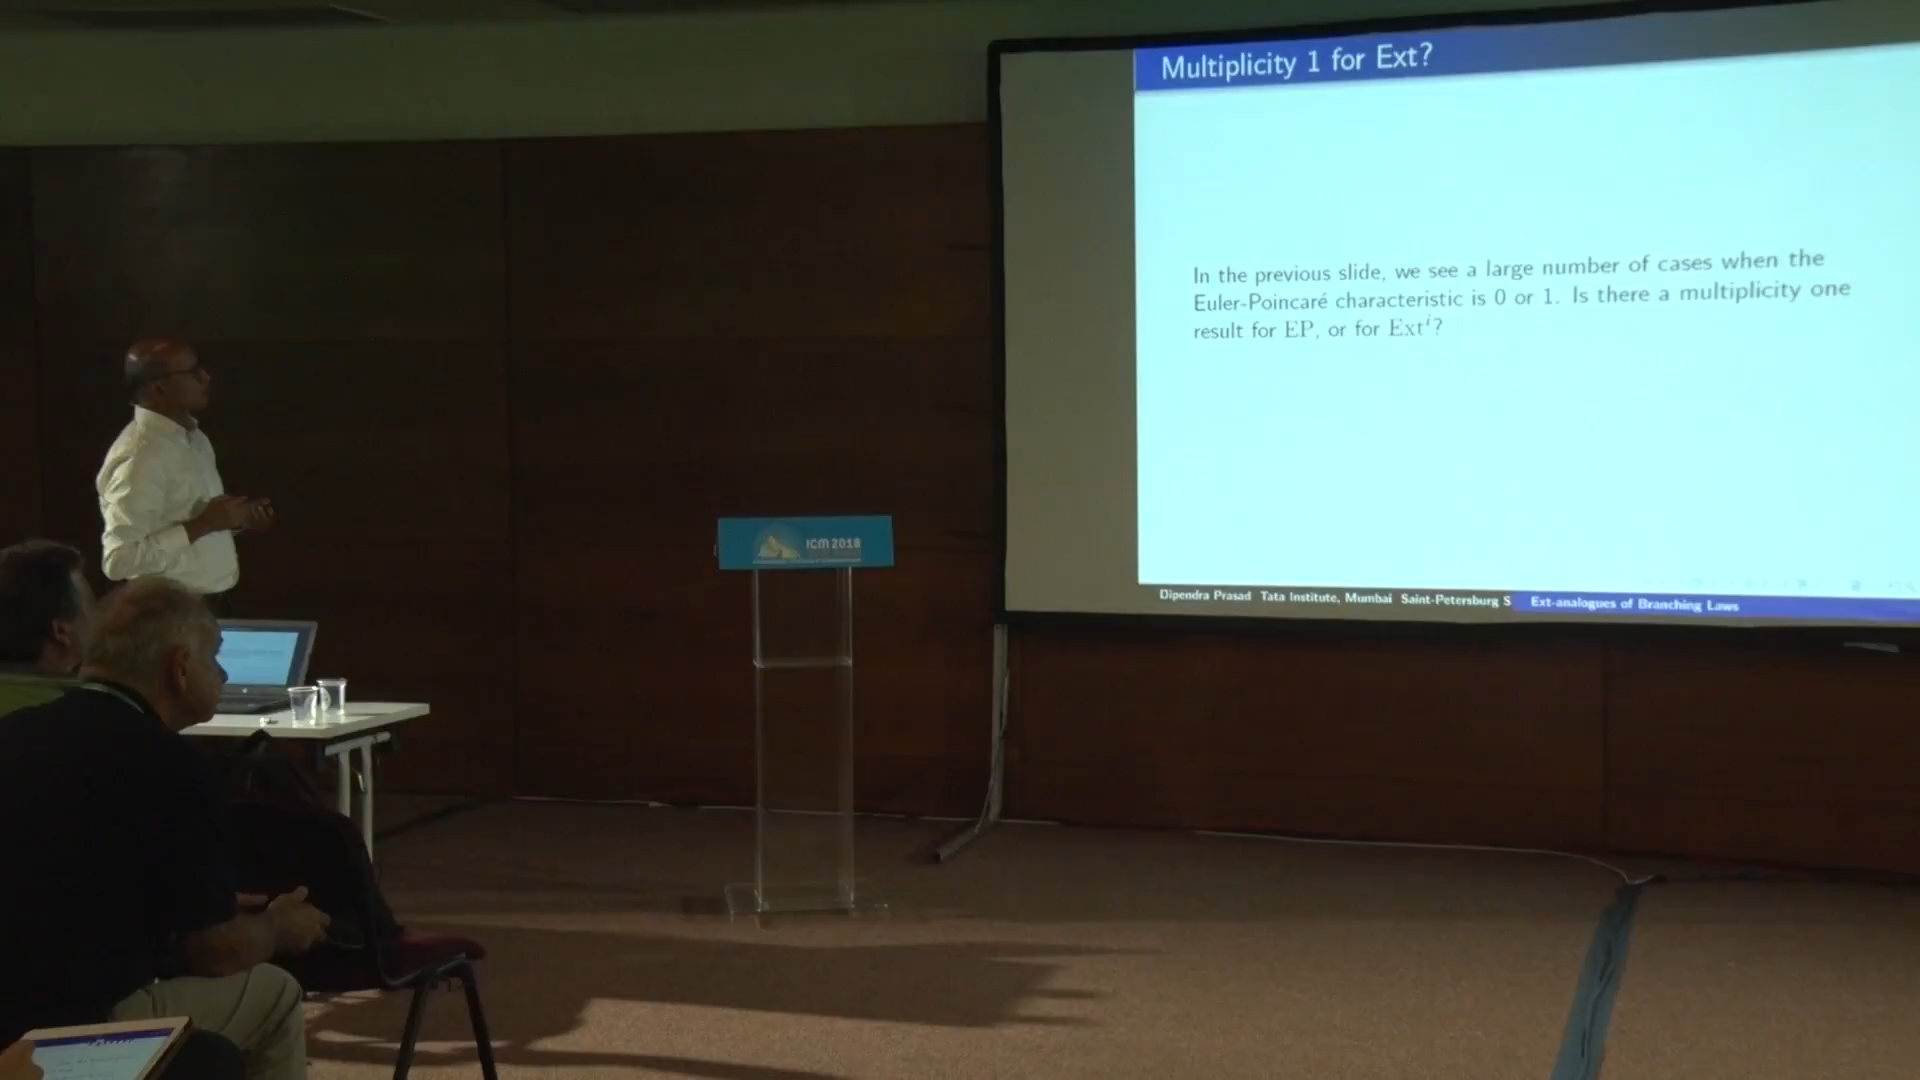 Multiplicity 1 for Ext?
In the previous slide, we see a large number of cases when the
Euler-Poincaré characteristic is 0 or 1. Is there a multiplicity one
result for EP, or for Extⁱ?
Dipendra Prasad Tata Institute, Mumbai Saint-Petersburg S
Ext-analogues of Branching Laws
ICM 2018